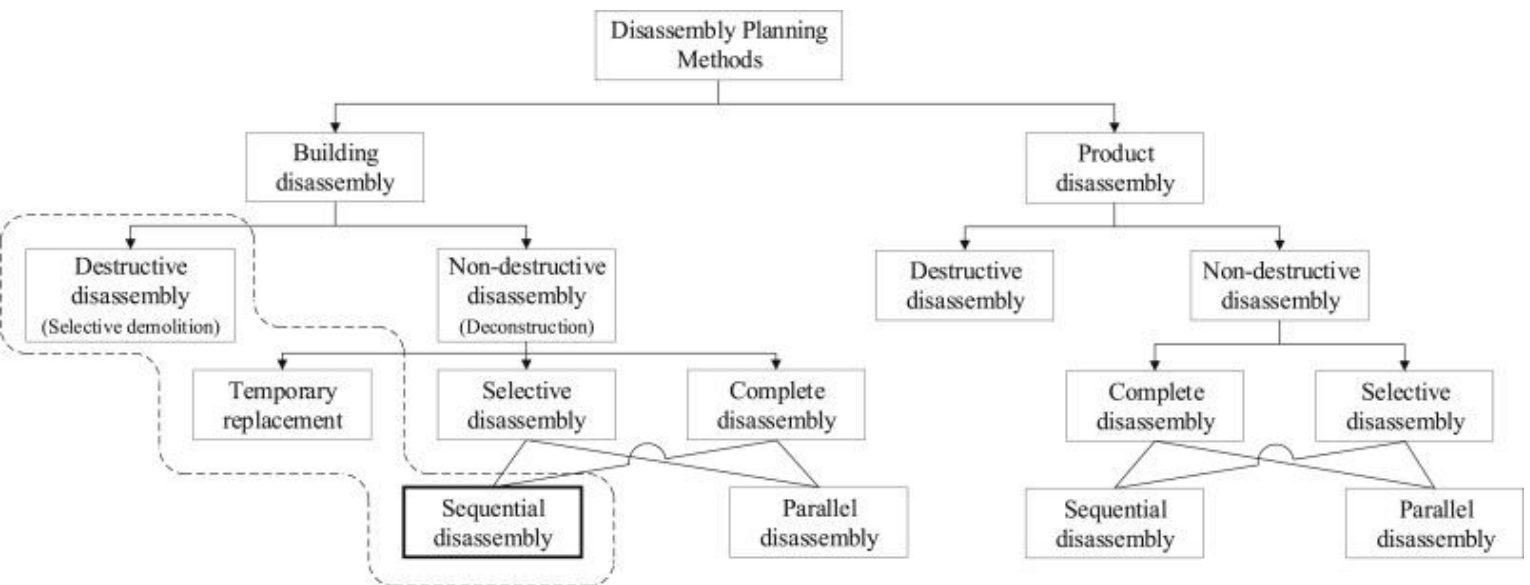 Disassembly Planning
Methods
Building
disassembly
Product
disassembly
Destructive
disassembly
(Selective demolition)
Non-destructive
disassembly
(Deconstruction)
Destructive
disassembly
Non-destructive
disassembly
Temporary
replacement
Selective
disassembly
Complete
disassembly
Complete
disassembly
Selective
disassembly
Sequential
disassembly
Parallel
disassembly
Sequential
disassembly
Parallel
disassembly